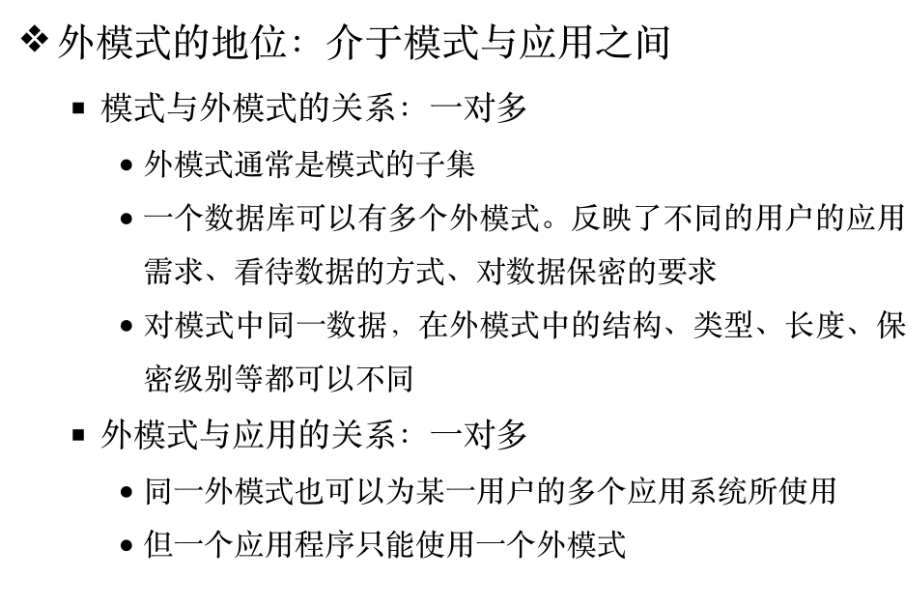 ❖外模式的地位：介于模式与应用之间
▪ 模式与外模式的关系：一对多
• 外模式通常是模式的子集
• 一个数据库可以有多个外模式。反映了不同的用户的应用
需求、看待数据的方式、对数据保密的要求
• 对模式中同一数据，在外模式中的结构、类型、长度、保
密级别等都可以不同
▪ 外模式与应用的关系：一对多
• 同一外模式也可以为某一用户的多个应用系统所使用
• 但一个应用程序只能使用一个外模式